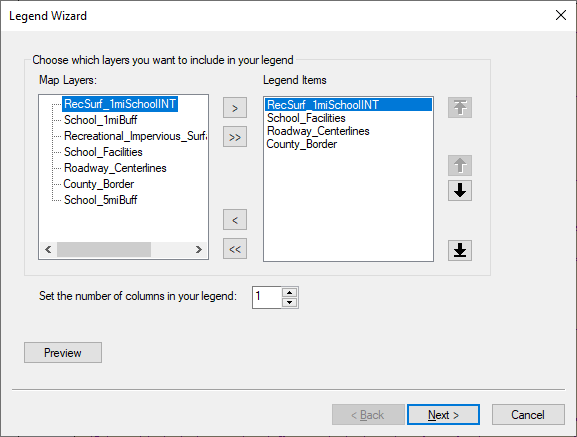 Legend Wizard
Choose which layers you want to include in your legend
Map Layers:
RecSurf_1miSchoolINT
School_1miBuff
Recreational_Impervious_Surfa
School_Facilities
Roadway_Centerlines
County_Border
School_5miBuff
>
>>
<
<<
Legend Items
RecSurf_1miSchoolINT
School_Facilities
Roadway_Centerlines
County_Border
Set the number of columns in your legend: 1
Preview
< Back Next > Cancel